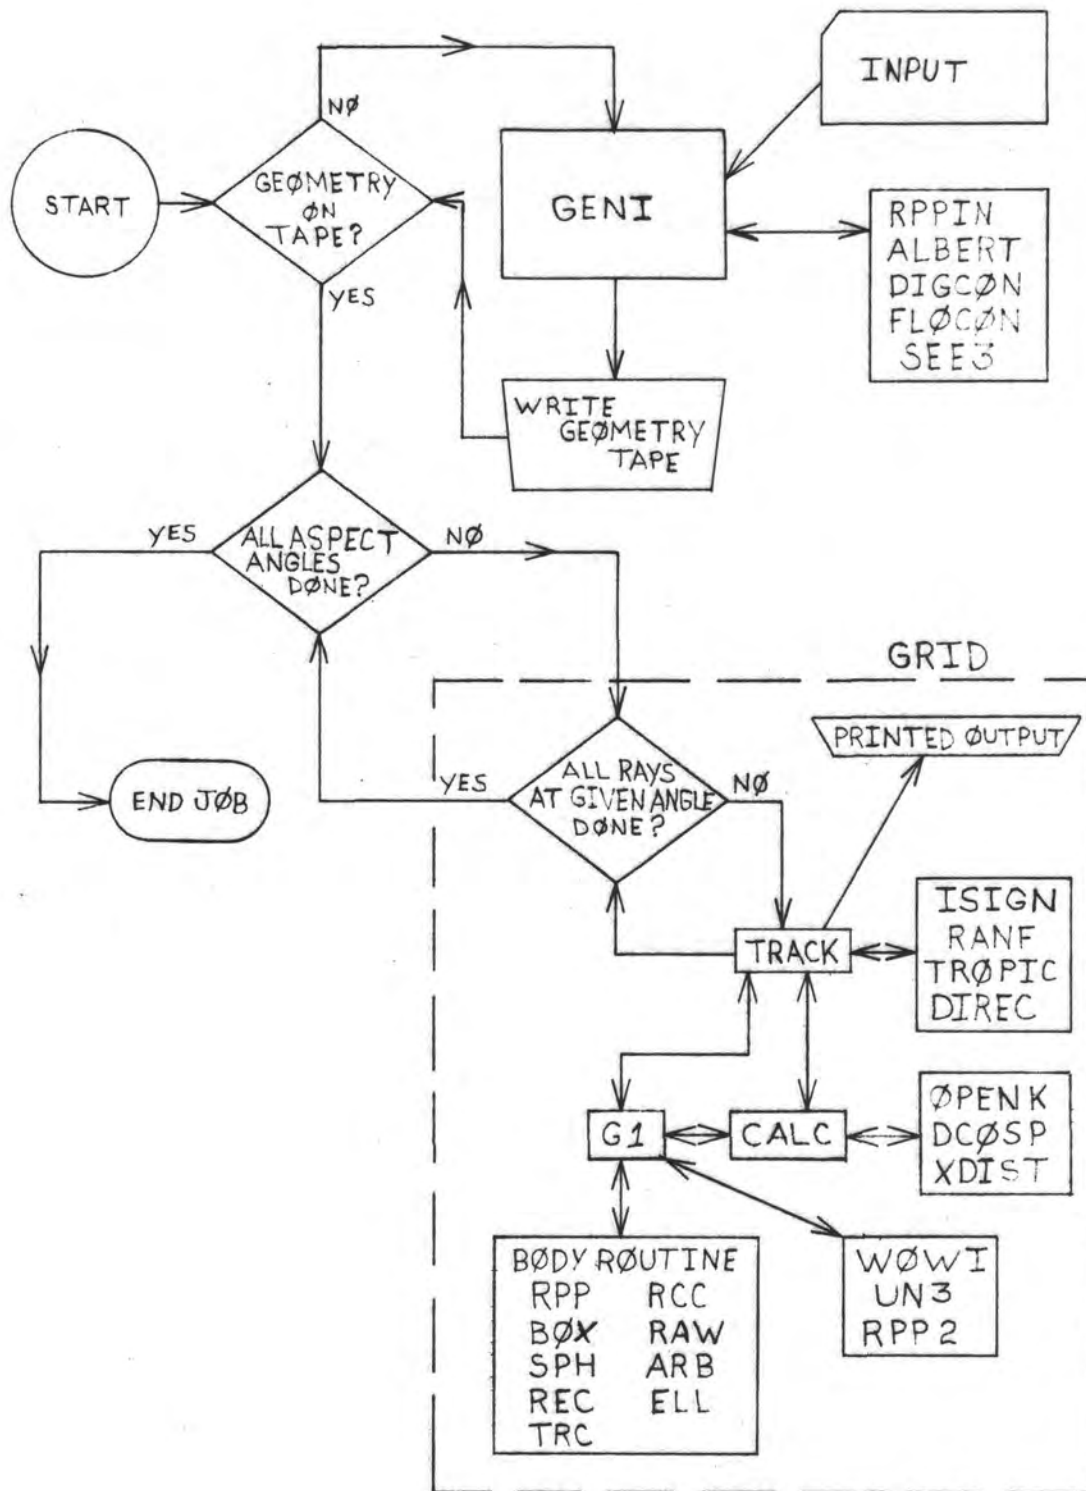 INPUT
NØ
START
GEØMETRY
ØN
TAPE?
GENI
RPPIN
ALBERT
DIGCØN
FLØCØN
SEE3
YES
WRITE
GEØMETRY
TAPE
YES
ALL ASPECT
ANGLES
DØNE?
NØ
GRID
PRINTED ØUTPUT
YES
ALL RAYS
AT GIVEN ANGLE
DØNE?
NØ
END JØB
TRACK
ISIGN
RANF
TRØPIC
DIREC
G1
CALC
ØPENK
DCØSP
XDIST
BØDY RØUTINE
RPP RCC
BØX RAW
SPH ARB
REC ELL
TRC
WØWI
UN3
RPP2